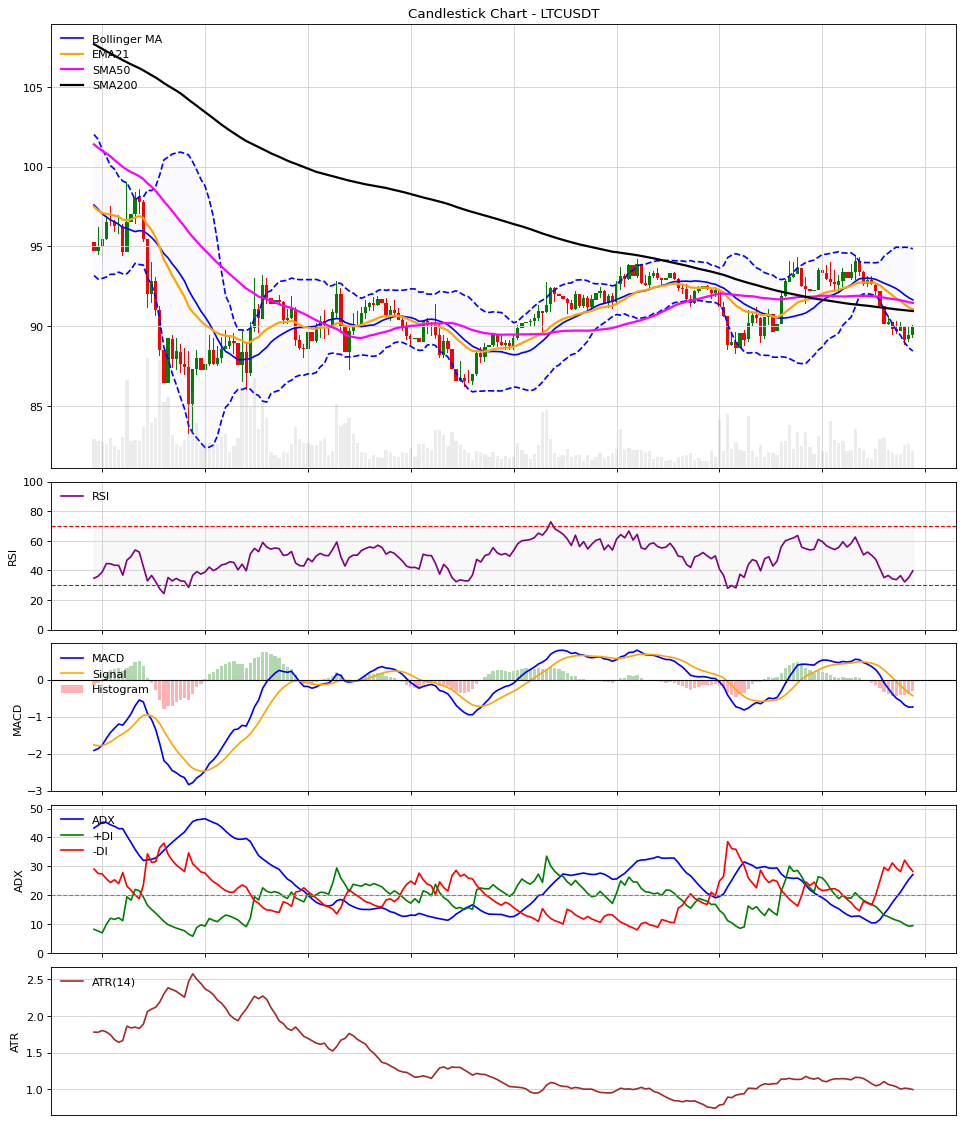 Candlestick Chart - LTCUSDT
Bollinger MA
EMA21
SMA50
SMA200
105
100
95
90
85
RSI
RSI
100
80
60
40
20
0
MACD
Signal
Histogram
MACD
0
−1
−2
−3
ADX
+DI
-DI
ADX
50
40
30
20
10
0
ATR(14)
ATR
2.5
2.0
1.5
1.0